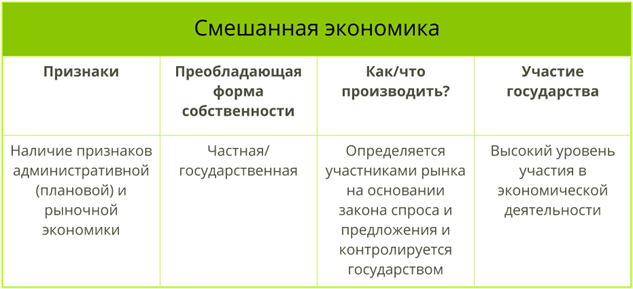 Смешанная экономика
Признаки
Преобладающая
форма
собственности
Как/что
производить?
Участие
государства
Наличие признаков
административной
(плановой) и
рыночной
экономики
Частная/
государственная
Определяется
участниками рынка
на основании
закона спроса и
предложения и
контролируется
государством
Высокий уровень
участия в
экономической
деятельности